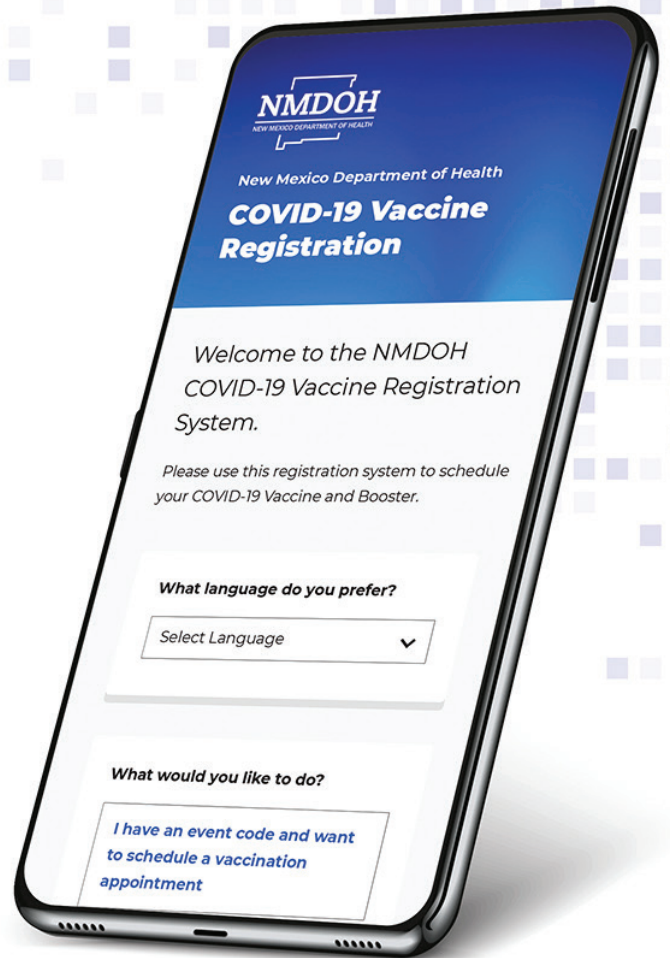 NMDOH
NEW MEXICO DEPARTMENT OF HEALTH
New Mexico Department of Health
COVID-19 Vaccine
Registration
Welcome to the NMDOH
COVID-19 Vaccine Registration
System.
Please use this registration system to schedule
your COVID-19 Vaccine and Booster.
What language do you prefer?
Select Language
What would you like to do?
I have an event code and want
to schedule a vaccination
appointment